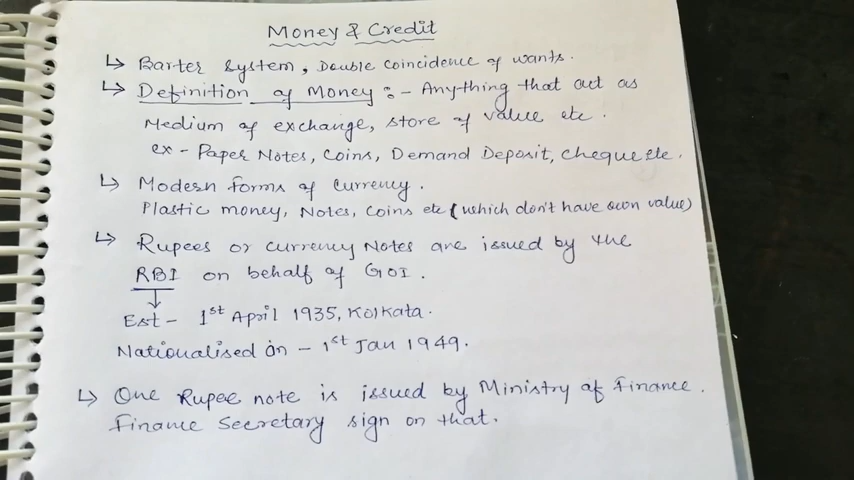 Money & Credit
↳ Barter System, Double coincidence of wants.
↳ Definition of Money :- Anything that act as
Medium of exchange, store of value etc.
ex - Paper Notes, Coins, Demand Deposit, Cheque etc.
↳ Modern forms of currency.
Plastic money, Notes, Coins etc (which don't have own value)
↳ Rupees or currency Notes are issued by the
RBI on behalf of GOI.
↓
Est - 1st April 1935, Kolkata.
Nationalised on - 1st Jan 1949.
↳ One Rupee note is issued by Ministry of Finance.
Finance Secretary sign on that.